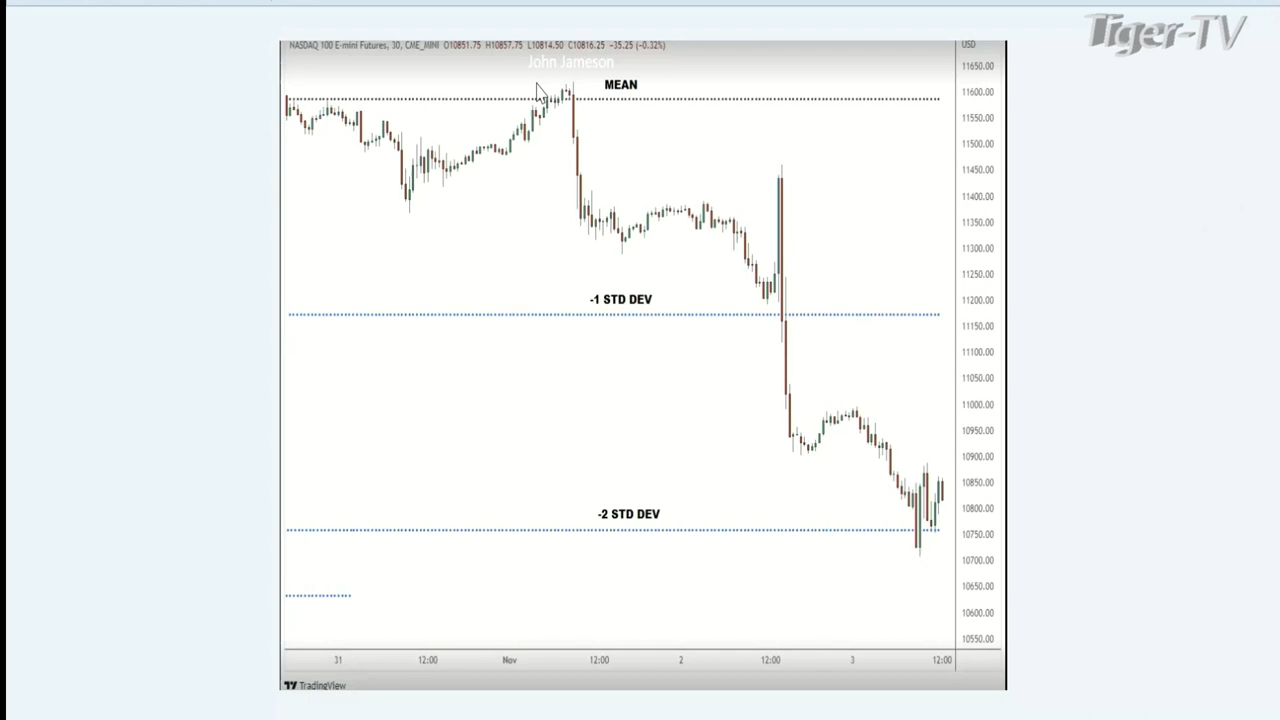 Tiger-TV
NASDAQ 100 E-mini Futures, 30, CME_MINI O10851.75 H10857.75 L10814.50 C10816.25 -35.25 (-0.32%)
USD
John Jameson
11650.00
MEAN
11600.00
11550.00
11500.00
11450.00
11400.00
11350.00
11300.00
11250.00
-1 STD DEV
11200.00
11150.00
11100.00
11050.00
11000.00
10950.00
10900.00
10850.00
-2 STD DEV
10800.00
10750.00
10700.00
10650.00
10600.00
10550.00
31 12:00 Nov 12:00 2 12:00 3 12:00
TradingView